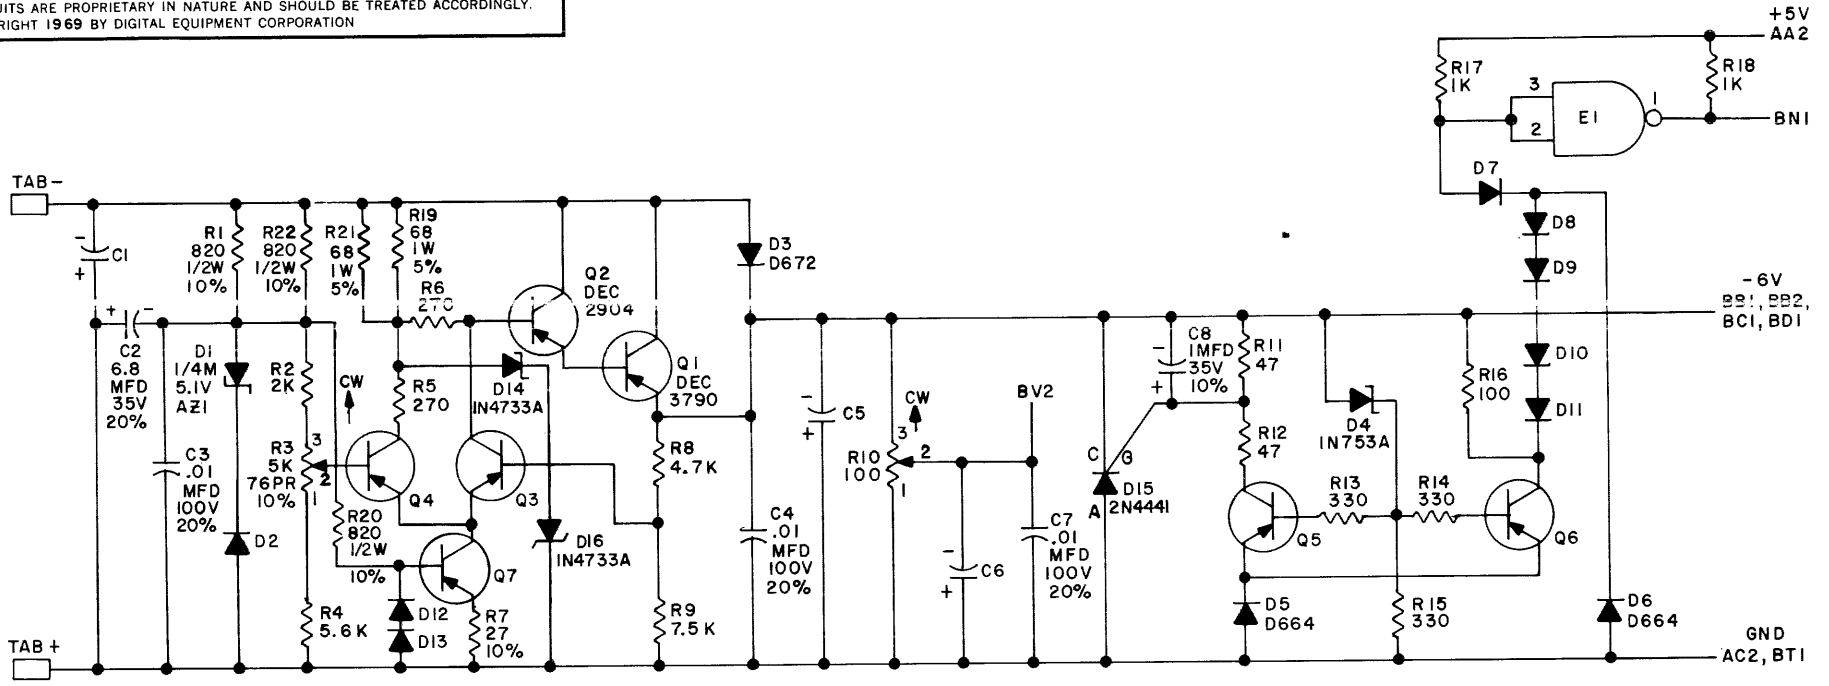 UITS ARE PROPRIETARY IN NATURE AND SHOULD BE TREATED ACCORDINGLY.
RIGHT 1969 BY DIGITAL EQUIPMENT CORPORATION
+5V
AA2
R17
1K
R18
1K
3
2
E1
1
BN1
D7
TAB-
-
C1
+
R1
820
1/2W
10%
R22
820
1/2W
10%
R21
68
1W
5%
R19
68
1W
5%
R6
270
Q2
DEC
2904
D3
D672
D8
D9
-6V
BB1, BB2,
BC1, BD1
+
-
C2
6.8
MFD
35V
20%
D1
1/4M
5.1V
AZ1
R2
2K
CW
R5
270
D14
1N4733A
Q1
DEC
3790
-
C5
+
CW
BV2
C8
1MFD
35V
10%
-
+
R11
47
D4
1N753A
R16
100
D10
D11
C3
.01
MFD
100V
20%
R3
5K
76PR
10%
3
2
1
Q4
Q3
R8
4.7K
R10
100
3
2
1
C
G
A
D15
2N4441
R12
47
R13
330
R14
330
Q5
Q6
D2
R20
820
1/2W
10%
Q7
D16
1N4733A
C4
.01
MFD
100V
20%
-
C6
+
C7
.01
MFD
100V
20%
R4
5.6K
D12
D13
R7
27
10%
R9
7.5K
D5
D664
R15
330
D6
D664
TAB+
GND
AC2, BT1